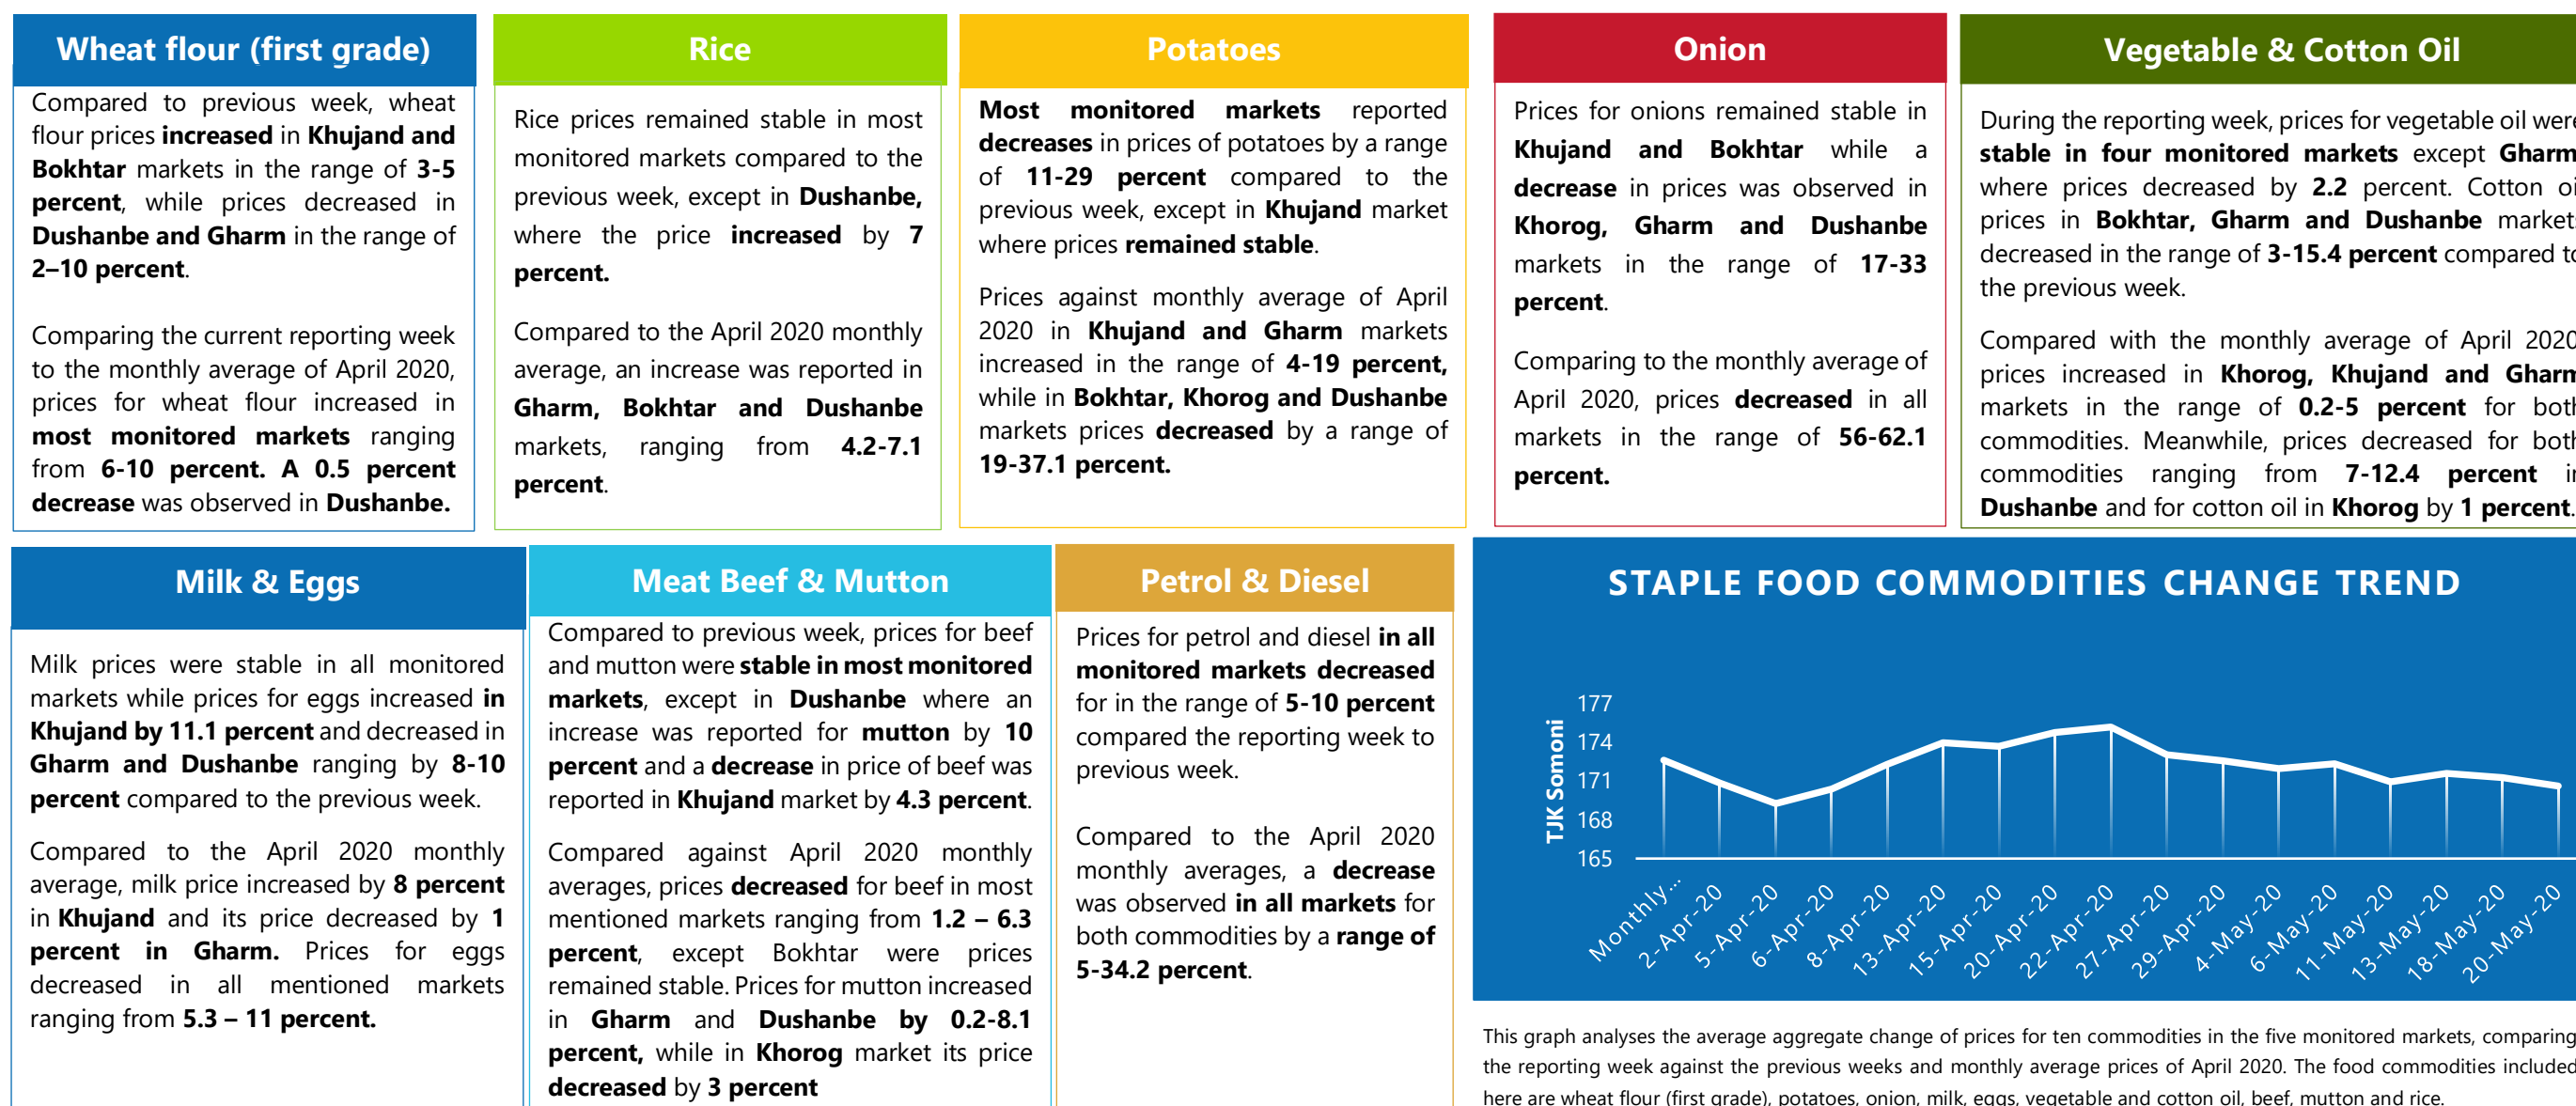 Wheat flour (first grade)
Compared to previous week, wheat
flour prices increased in Khujand and
Bokhtar markets in the range of 3-5
percent, while prices decreased in
Dushanbe and Gharm in the range of
2–10 percent.
Comparing the current reporting week
to the monthly average of April 2020,
prices for wheat flour increased in
most monitored markets ranging
from 6-10 percent. A 0.5 percent
decrease was observed in Dushanbe.
Rice
Rice prices remained stable in most
monitored markets compared to the
previous week, except in Dushanbe,
where the price increased by 7
percent.
Compared to the April 2020 monthly
average, an increase was reported in
Gharm, Bokhtar and Dushanbe
markets, ranging from 4.2-7.1
percent.
Potatoes
Most monitored markets reported
decreases in prices of potatoes by a range
of 11-29 percent compared to the
previous week, except in Khujand market
where prices remained stable.
Prices against monthly average of April
2020 in Khujand and Gharm markets
increased in the range of 4-19 percent,
while in Bokhtar, Khorog and Dushanbe
markets prices decreased by a range of
19-37.1 percent.
Onion
Prices for onions remained stable in
Khujand and Bokhtar while a
decrease in prices was observed in
Khorog, Gharm and Dushanbe
markets in the range of 17-33
percent.
Comparing to the monthly average of
April 2020, prices decreased in all
markets in the range of 56-62.1
percent.
Vegetable & Cotton Oil
During the reporting week, prices for vegetable oil were
stable in four monitored markets except Gharm
where prices decreased by 2.2 percent. Cotton oil
prices in Bokhtar, Gharm and Dushanbe markets
decreased in the range of 3-15.4 percent compared to
the previous week.
Compared with the monthly average of April 2020
prices increased in Khorog, Khujand and Gharm
markets in the range of 0.2-5 percent for both
commodities. Meanwhile, prices decreased for both
commodities ranging from 7-12.4 percent in
Dushanbe and for cotton oil in Khorog by 1 percent.
Milk & Eggs
Milk prices were stable in all monitored
markets while prices for eggs increased in
Khujand by 11.1 percent and decreased in
Gharm and Dushanbe ranging by 8-10
percent compared to the previous week.
Compared to the April 2020 monthly
average, milk price increased by 8 percent
in Khujand and its price decreased by 1
percent in Gharm. Prices for eggs
decreased in all mentioned markets
ranging from 5.3 – 11 percent.
Meat Beef & Mutton
Compared to previous week, prices for beef
and mutton were stable in most monitored
markets, except in Dushanbe where an
increase was reported for mutton by 10
percent and a decrease in price of beef was
reported in Khujand market by 4.3 percent.
Compared against April 2020 monthly
averages, prices decreased for beef in most
mentioned markets ranging from 1.2 – 6.3
percent, except Bokhtar were prices
remained stable. Prices for mutton increased
in Gharm and Dushanbe by 0.2-8.1
percent, while in Khorog market its price
decreased by 3 percent
Petrol & Diesel
Prices for petrol and diesel in all
monitored markets decreased
for in the range of 5-10 percent
compared the reporting week to
previous week.
Compared to the April 2020
monthly averages, a decrease
was observed in all markets for
both commodities by a range of
5-34.2 percent.
STAPLE FOOD COMMODITIES CHANGE TREND
TJK Somoni
177
174
171
168
165
Monthly...
2-Apr-20
5-Apr-20
6-Apr-20
8-Apr-20
13-Apr-20
15-Apr-20
20-Apr-20
22-Apr-20
27-Apr-20
29-Apr-20
4-May-20
6-May-20
11-May-20
13-May-20
18-May-20
20-May-20
This graph analyses the average aggregate change of prices for ten commodities in the five monitored markets, comparing
the reporting week against the previous weeks and monthly average prices of April 2020. The food commodities included
here are wheat flour (first grade), potatoes, onion, milk, eggs, vegetable and cotton oil, beef, mutton and rice.